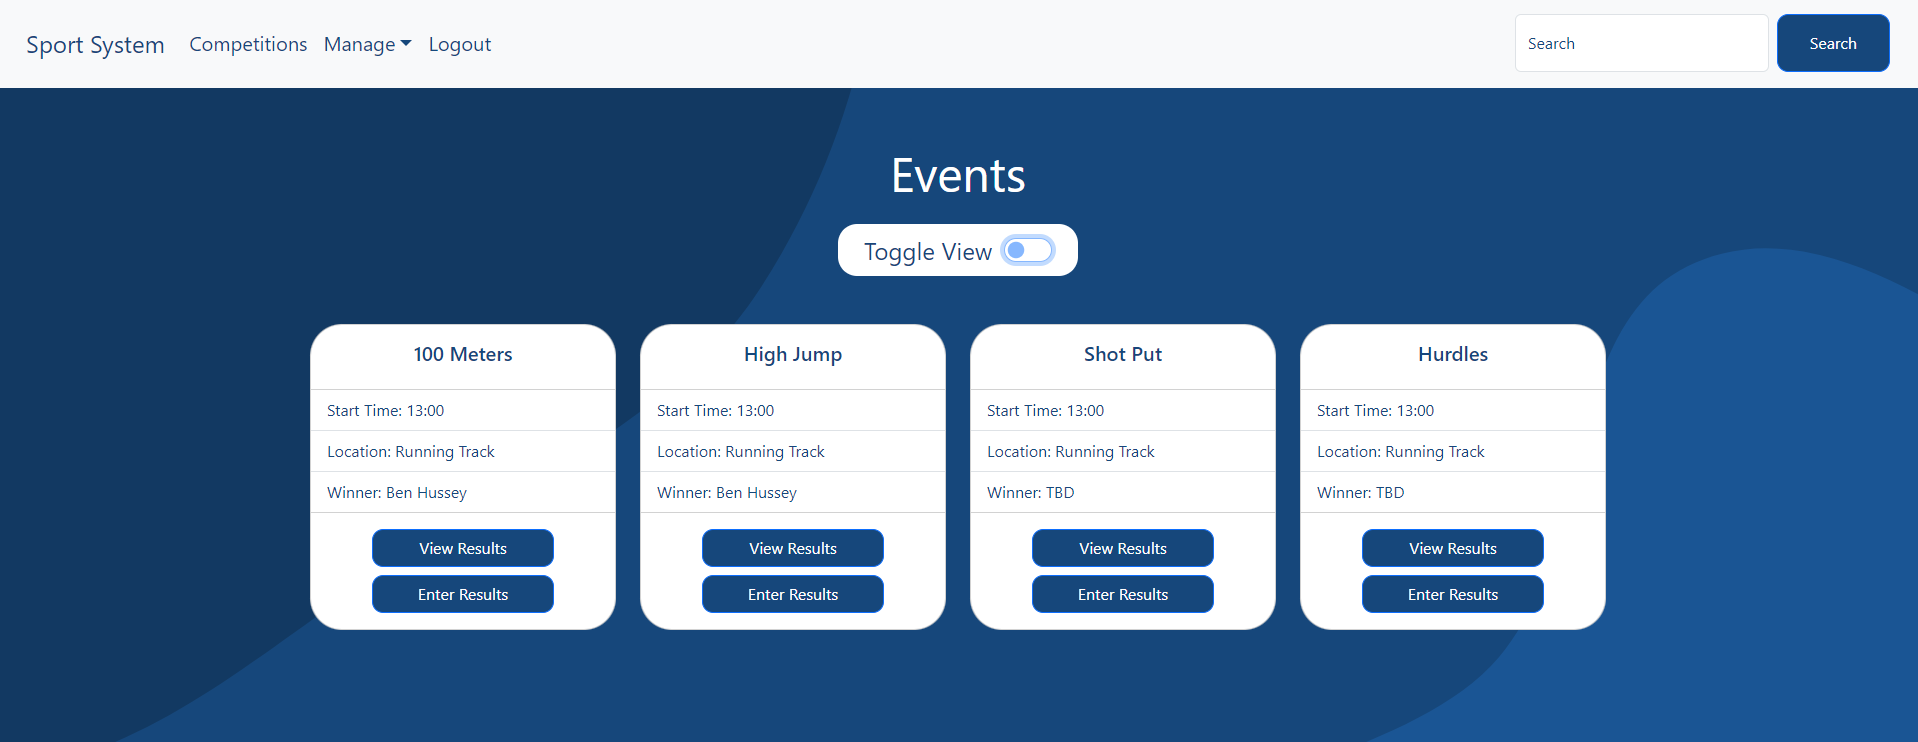 Sport System Competitions Manage Logout Search Search
Events
Toggle View
100 Meters
Start Time: 13:00
Location: Running Track
Winner: Ben Hussey
View Results
Enter Results
High Jump
Start Time: 13:00
Location: Running Track
Winner: Ben Hussey
View Results
Enter Results
Shot Put
Start Time: 13:00
Location: Running Track
Winner: TBD
View Results
Enter Results
Hurdles
Start Time: 13:00
Location: Running Track
Winner: TBD
View Results
Enter Results